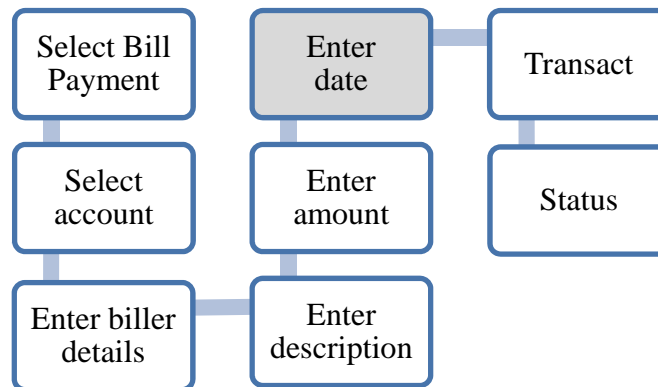 Select Bill
Payment
Select
account
Enter biller
details
Enter
description
Enter
amount
Enter
date
Transact
Status